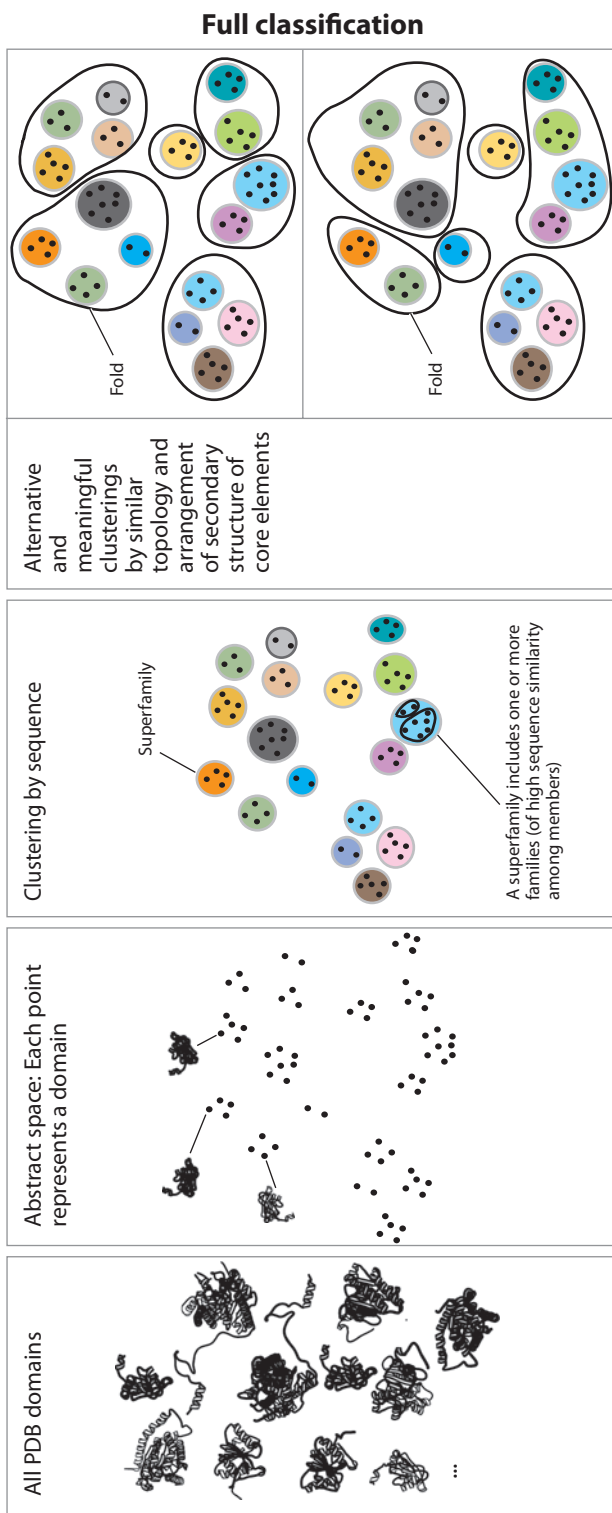 Full classification
All PDB domains
...
Abstract space: Each point
represents a domain
Clustering by sequence
Superfamily
A superfamily includes one or more
families (of high sequence similarity
among members)
Alternative
and
meaningful
clusterings
by similar
topology and
arrangement
of secondary
structure of
core elements
Fold
Fold